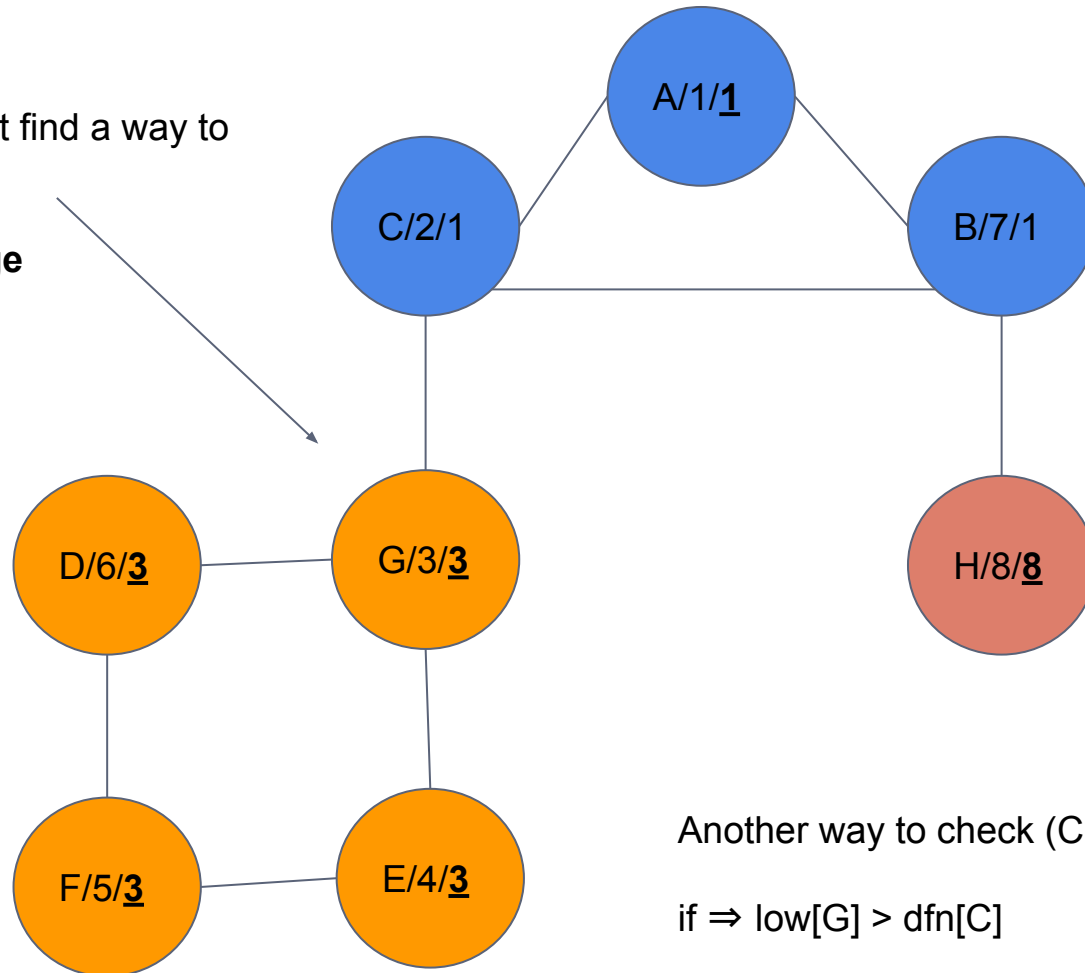 A/1/1
t find a way to
C/2/1
B/7/1
ge
D/6/3
G/3/3
H/8/8
Another way to check (C
F/5/3
E/4/3
if ⇒ low[G] > dfn[C]